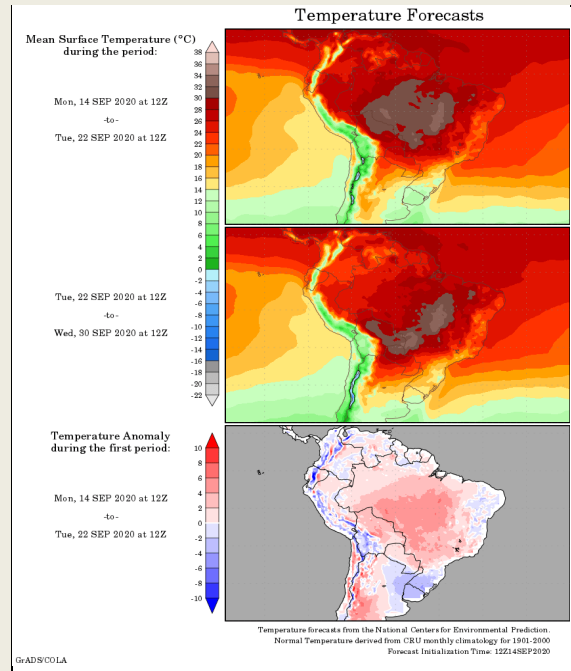 Temperature Forecasts
Mean Surface Temperature (°C)
during the period:
Mon, 14 SEP 2020 at 12Z
-to-
Tue, 22 SEP 2020 at 12Z
38
36
34
32
30
28
26
24
22
20
18
16
14
12
10
8
6
4
2
0
-2
-4
-6
-8
-10
-12
-14
-16
-18
-20
-22
Tue, 22 SEP 2020 at 12Z
-to-
Wed, 30 SEP 2020 at 12Z
Temperature Anomaly
during the first period:
Mon, 14 SEP 2020 at 12Z
-to-
Tue, 22 SEP 2020 at 12Z
10
8
6
4
2
0
-2
-4
-6
-8
-10
Temperature forecasts from the National Centers for Environmental Prediction.
Normal Temperature derived from CRU monthly climatology for 1901-2000
Forecast Initialization Time: 12Z14SEP2020
GrADS/COLA